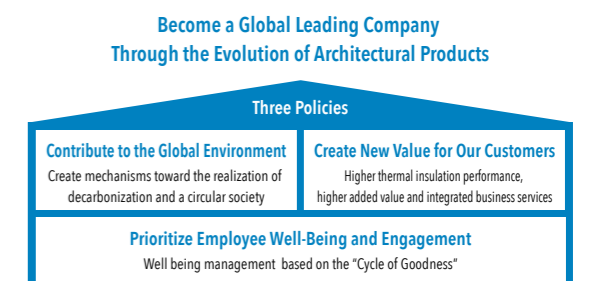 Become a Global Leading Company
Through the Evolution of Architectural Products
Three Policies
Contribute to the Global Environment
Create mechanisms toward the realization of
decarbonization and a circular society
Create New Value for Our Customers
Higher thermal insulation performance,
higher added value and integrated business services
Prioritize Employee Well-Being and Engagement
Well being management  based on the “Cycle of Goodness“